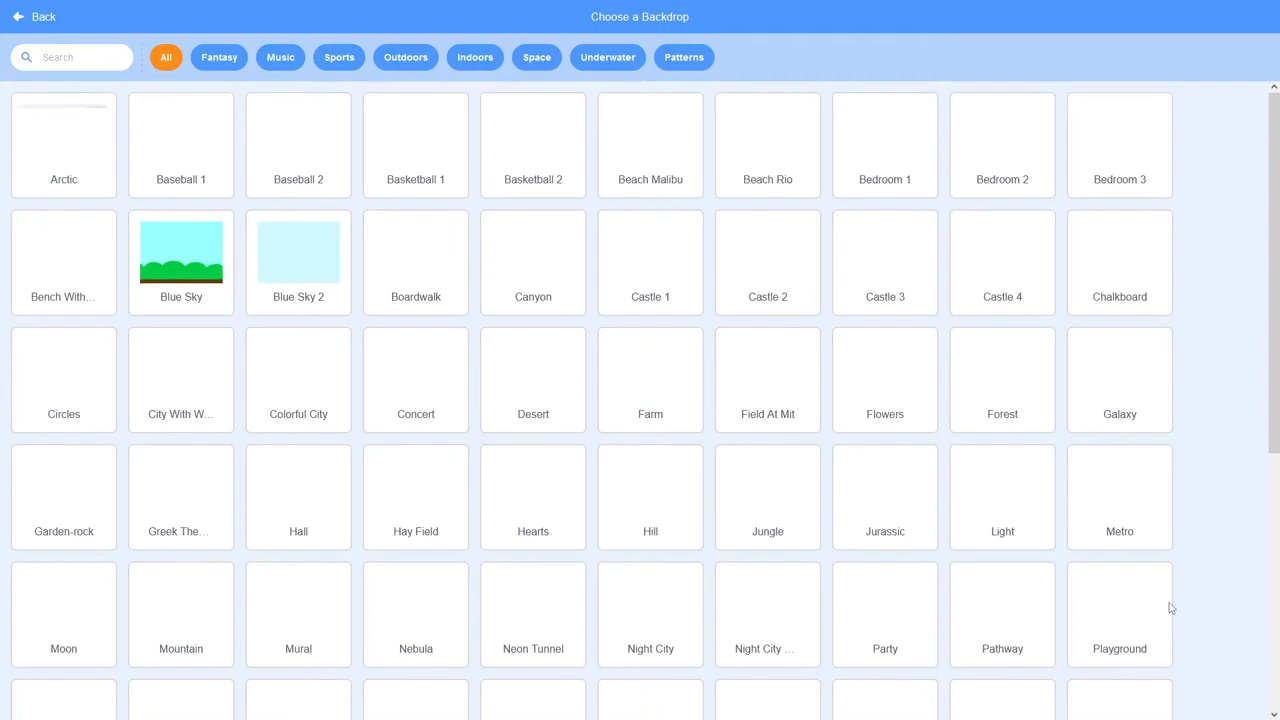 Back
Choose a Backdrop
Search
All
Fantasy
Music
Sports
Outdoors
Indoors
Space
Underwater
Patterns
Arctic
Baseball 1
Baseball 2
Basketball 1
Basketball 2
Beach Malibu
Beach Rio
Bedroom 1
Bedroom 2
Bedroom 3
Bench With...
Blue Sky
Blue Sky 2
Boardwalk
Canyon
Castle 1
Castle 2
Castle 3
Castle 4
Chalkboard
Circles
City With W...
Colorful City
Concert
Desert
Farm
Field At Mit
Flowers
Forest
Galaxy
Garden-rock
Greek The...
Hall
Hay Field
Hearts
Hill
Jungle
Jurassic
Light
Metro
Moon
Mountain
Mural
Nebula
Neon Tunnel
Night City
Night City ...
Party
Pathway
Playground